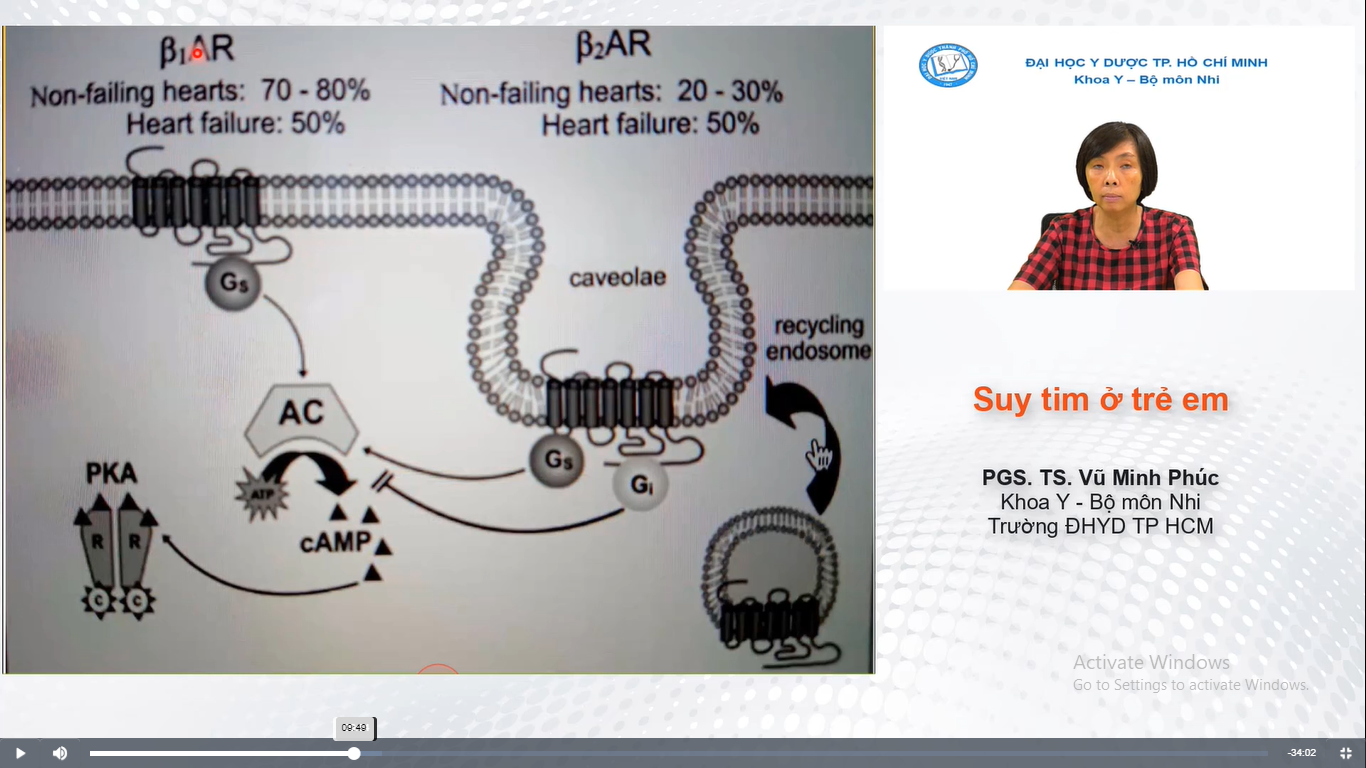 β1AR
Non-failing hearts: 70 - 80%
Heart failure: 50%
β2AR
Non-failing hearts: 20 - 30%
Heart failure: 50%
Gs
caveolae
recycling
endosome
AC
ATP
cAMP
PKA
R
R
C
C
Gs
Gi
ĐẠI HỌC Y DƯỢC TP. HỒ CHÍ MINH
Khoa Y – Bộ môn Nhi
Suy tim ở trẻ em
PGS. TS. Vũ Minh Phúc
Khoa Y - Bộ môn Nhi
Trường ĐHYD TP HCM
Activate Windows
Go to Settings to activate Windows.
09:49
-34:02